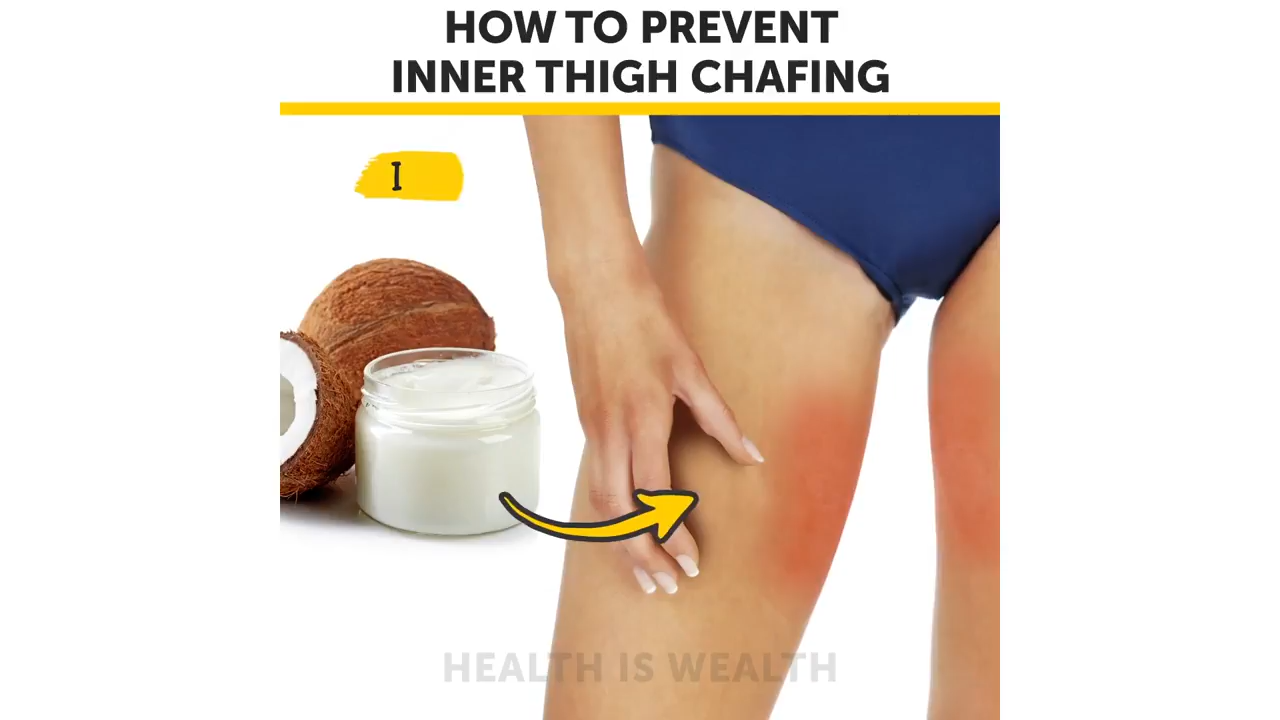 HOW TO PREVENT
INNER THIGH CHAFING
I
HEALTH IS WEALTH